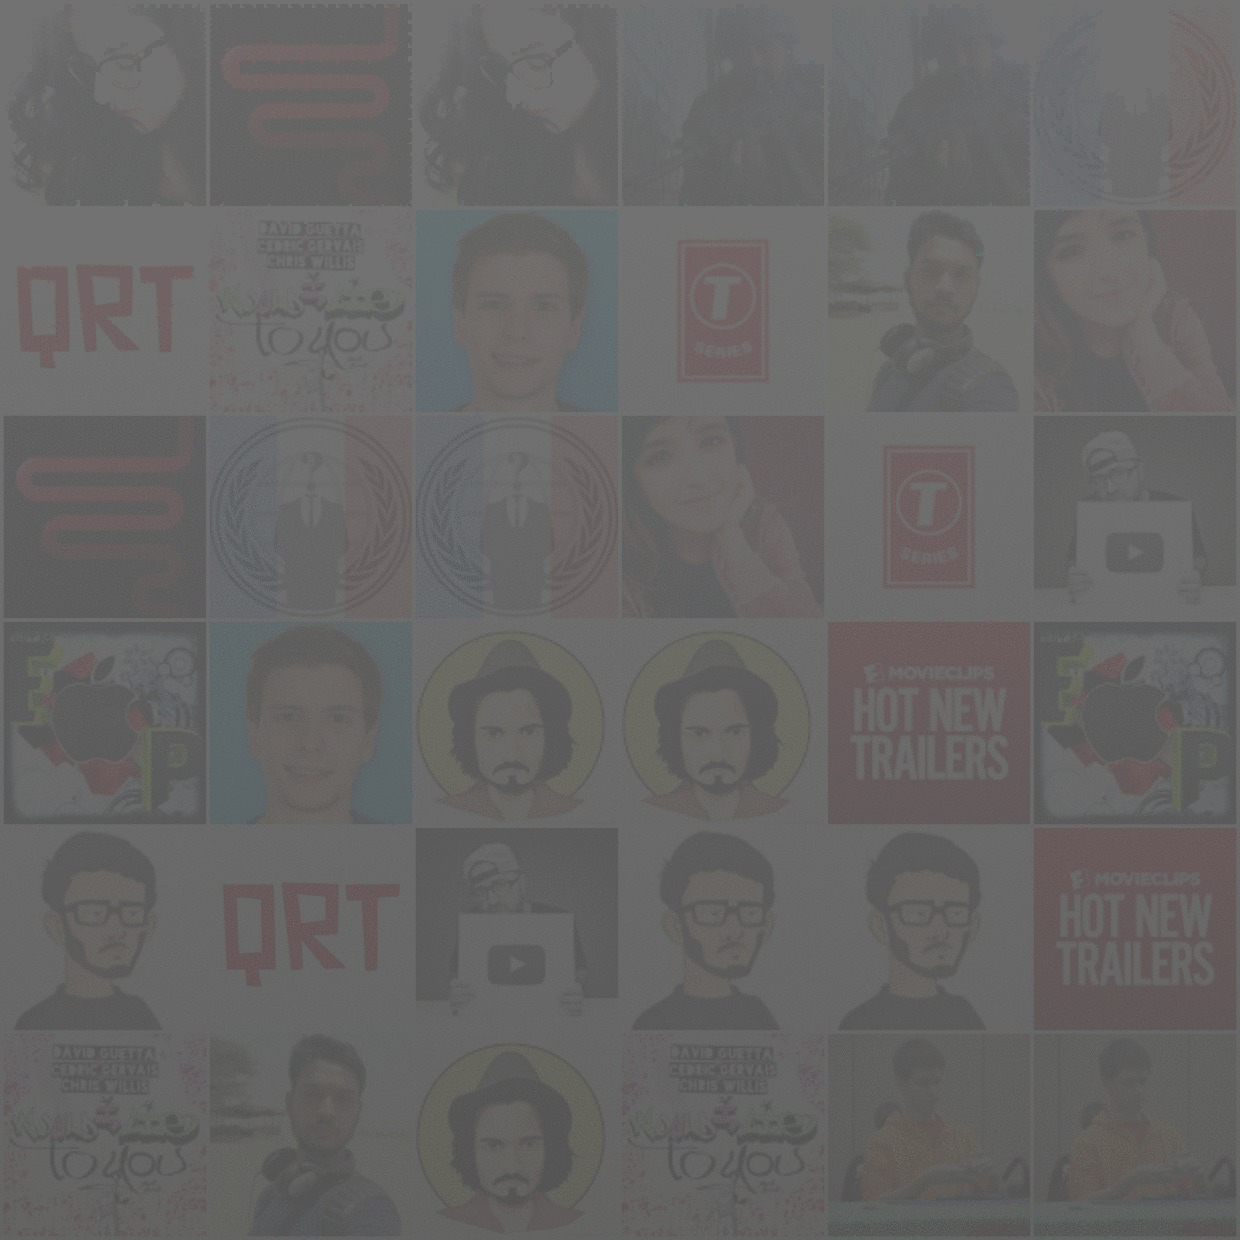 QRT
DAVID GUETTA
CEDRIC GERVAIS
CHRIS WILLIS
to you
T
SERIES
?
?
T
SERIES
E
P
MOVIECLIPS
HOT NEW
TRAILERS
E
P
QRT
MOVIECLIPS
HOT NEW
TRAILERS
DAVID GUETTA
CEDRIC GERVAIS
CHRIS WILLIS
to you
DAVID GUETTA
CEDRIC GERVAIS
CHRIS WILLIS
to you